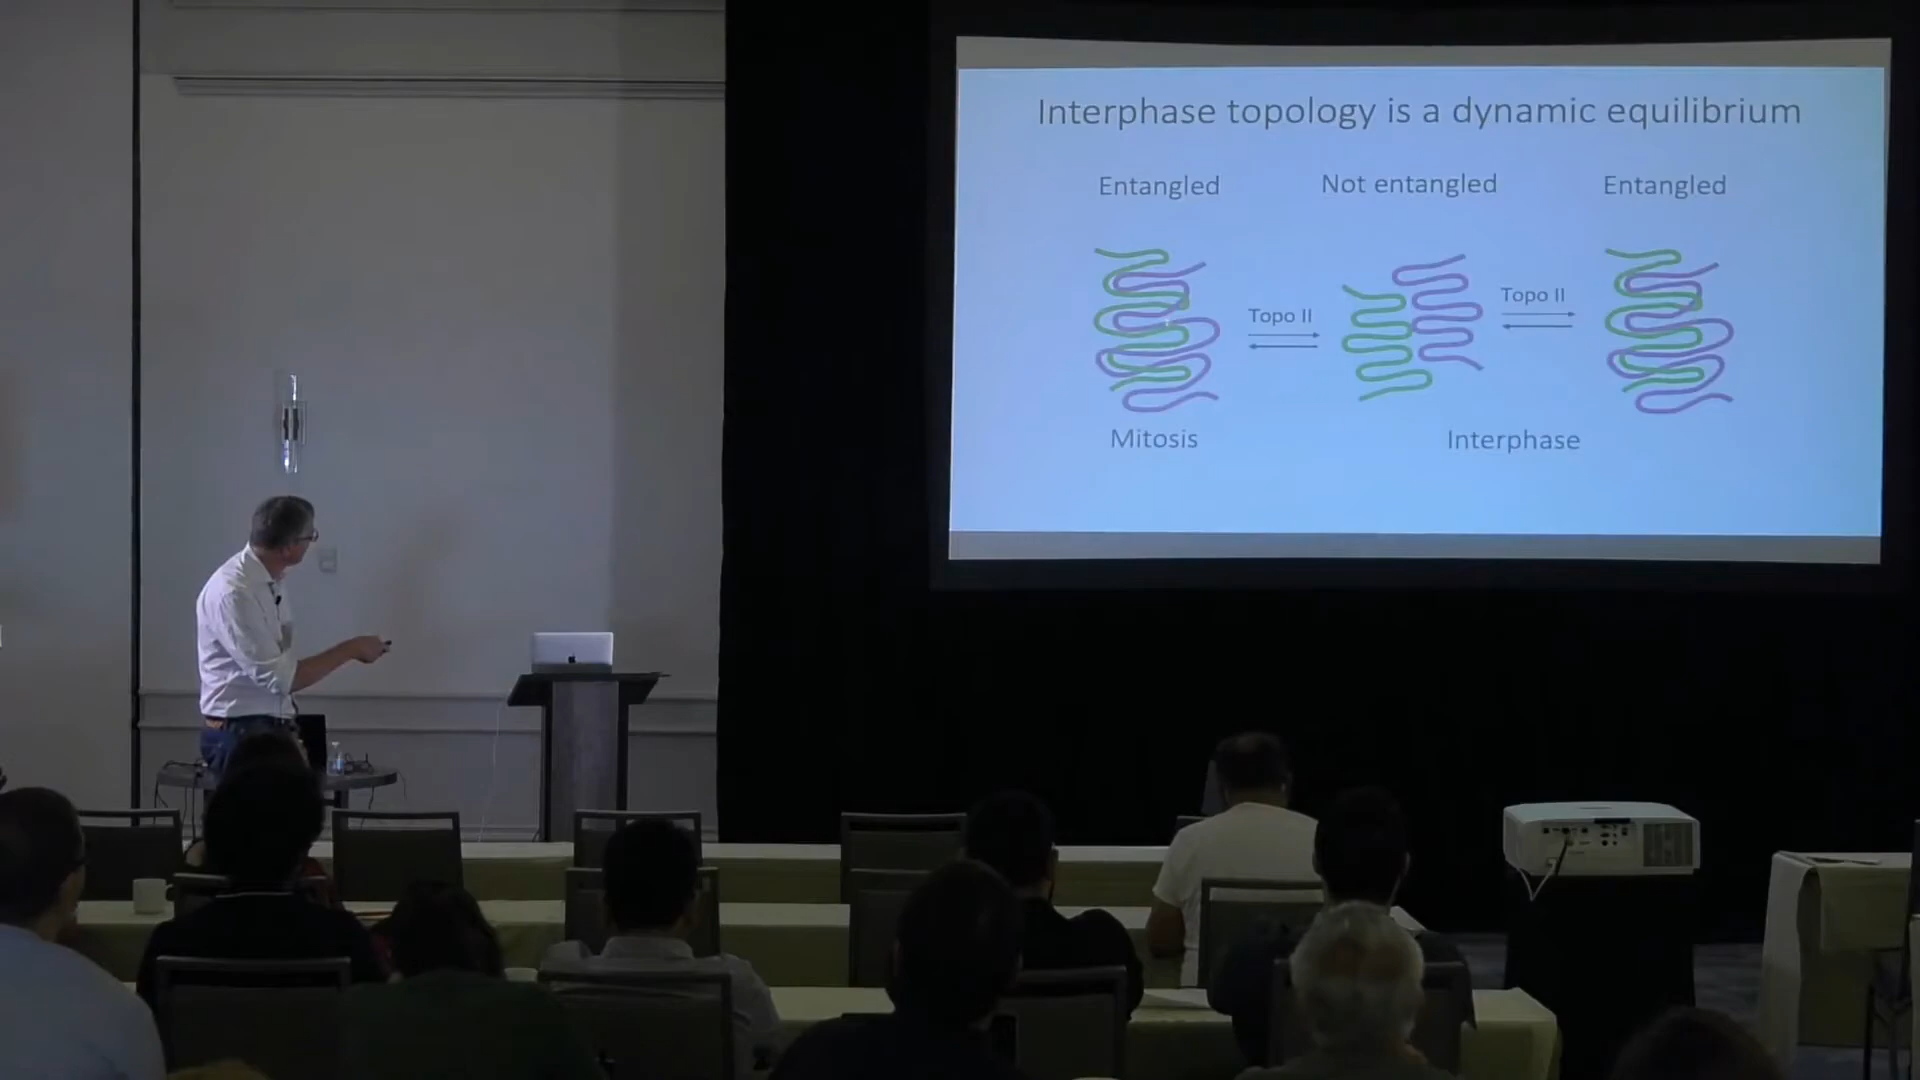 Interphase topology is a dynamic equilibrium
Entangled
Not entangled
Entangled
Topo II
Topo II
Mitosis
Interphase